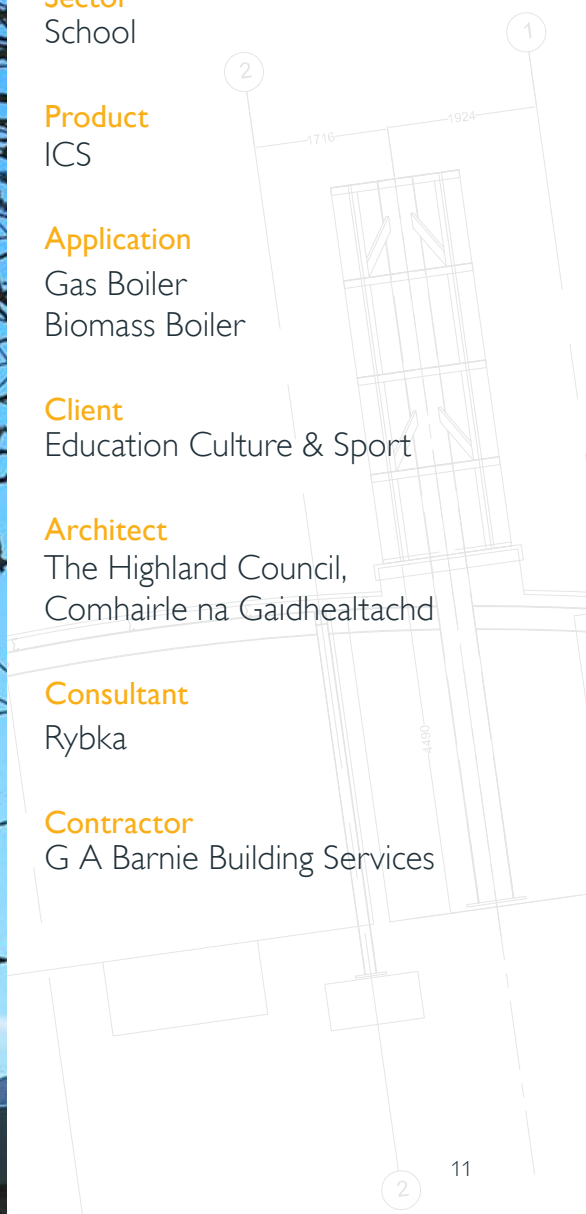 Sector
School
Product
ICS
Application
Gas Boiler
Biomass Boiler
Client
Education Culture & Sport
Architect
The Highland Council,
Comhairle na Gaidhealtachd
Consultant
Rybka
Contractor
G A Barnie Building Services
1
2
1924
1716
4490
2
11